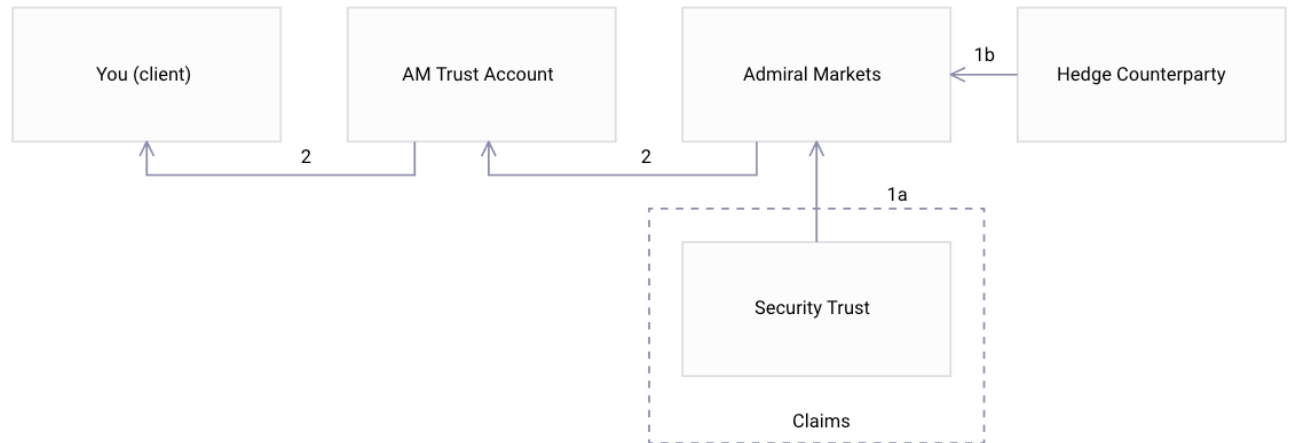 You (client)
AM Trust Account
Admiral Markets
1b
Hedge Counterparty
2
2
1a
Security Trust
Claims